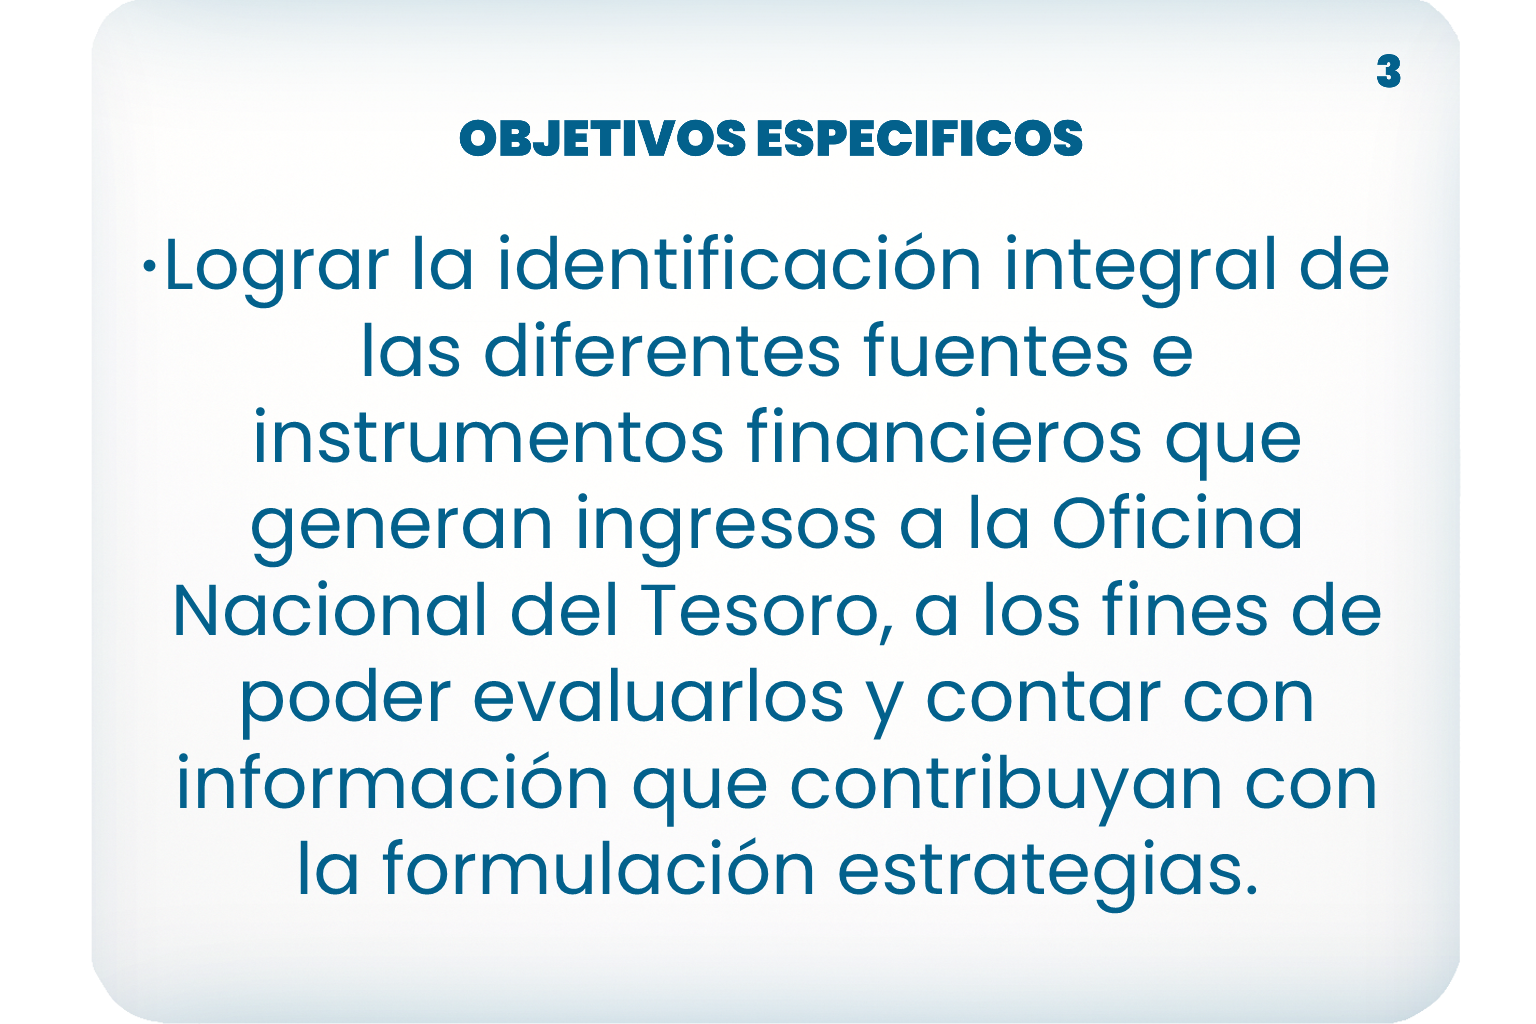 3
OBJETIVOS ESPECIFICOS
•Lograr la identificación integral de
las diferentes fuentes e
instrumentos financieros que
generan ingresos a la Oficina
Nacional del Tesoro, a los fines de
poder evaluarlos y contar con
información que contribuyan con
la formulación estrategias.